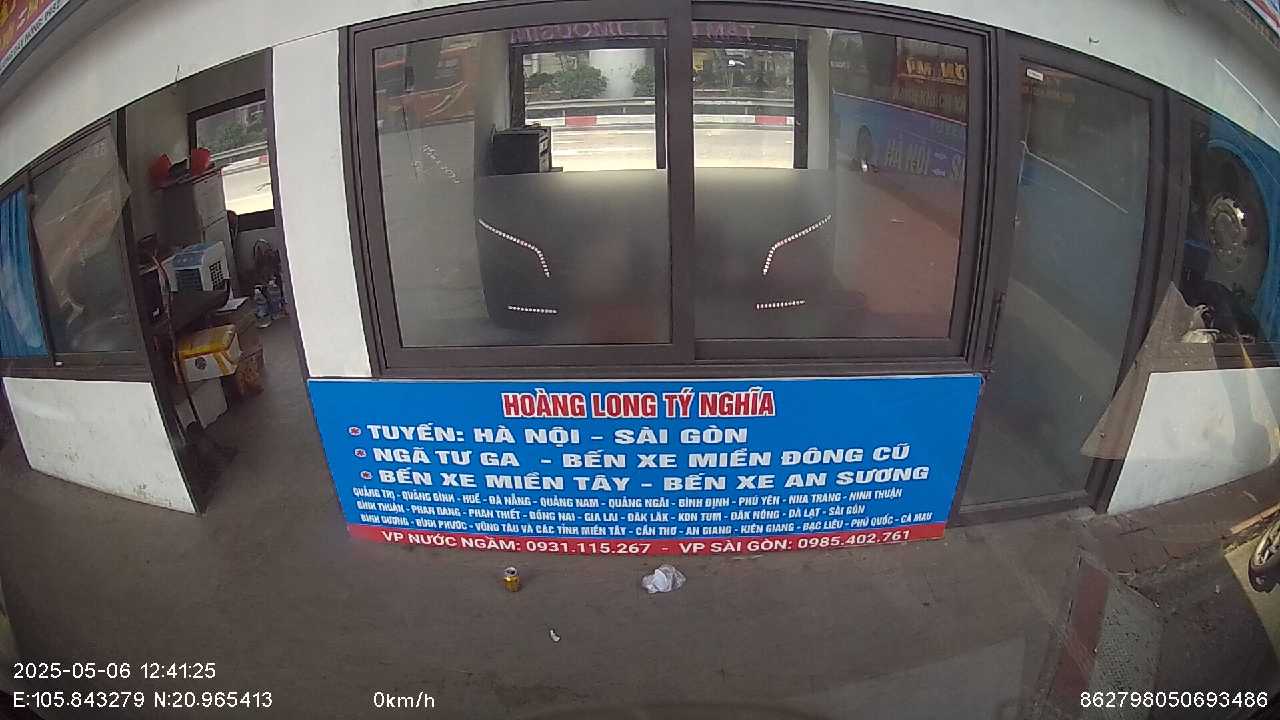 HOÀNG LONG TÝ NGHĨA
* TUYẾN: HÀ NỘI - SÀI GÒN
* NGÃ TƯ GA - BẾN XE MIỀN ĐÔNG CŨ
* BẾN XE MIỀN TÂY - BẾN XE AN SƯƠNG
QUẢNG TRỊ - QUẢNG BÌNH - HUẾ - ĐÀ NẴNG - QUẢNG NAM - QUẢNG NGÃI - BÌNH ĐỊNH - PHÚ YÊN - NHA TRANG - NINH THUẬN
BÌNH THUẬN - PHAN RANG - PHAN THIẾT - ĐỒNG NAI - GIA LAI - ĐĂK LĂK - KON TUM - ĐĂK NÔNG - ĐÀ LẠT - SÀI GÒN
BÌNH DƯƠNG - BÌNH PHƯỚC - VŨNG TÀU VÀ CÁC TỈNH MIỀN TÂY - CẦN THƠ - AN GIANG - KIÊN GIANG - BẠC LIÊU - PHÚ QUỐC - CÀ MAU
VP NƯỚC NGẦM: 0931.115.267 - VP SÀI GÒN: 0985.402.761
2025-05-06 12:41:25
E:105.843279 N:20.965413 0km/h 862798050693486